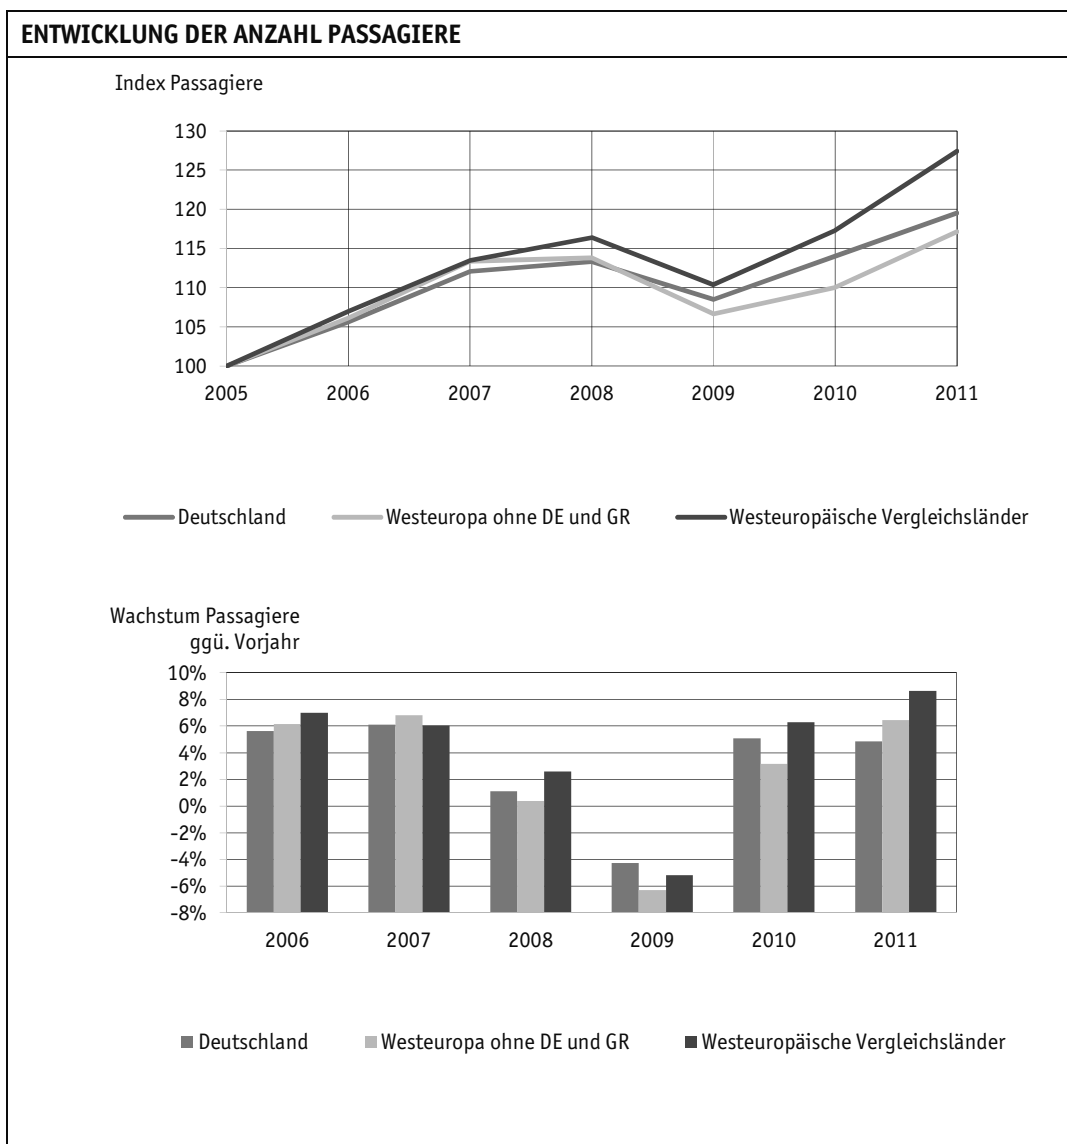 ENTWICKLUNG DER ANZAHL PASSAGIERE
Index Passagiere
130
125
120
115
110
105
100
2005 2006 2007 2008 2009 2010 2011
Deutschland Westeuropa ohne DE und GR Westeuropäische Vergleichsländer
Wachstum Passagiere
ggü. Vorjahr
10%
8%
6%
4%
2%
0%
-2%
-4%
-6%
-8%
2006 2007 2008 2009 2010 2011
Deutschland Westeuropa ohne DE und GR Westeuropäische Vergleichsländer